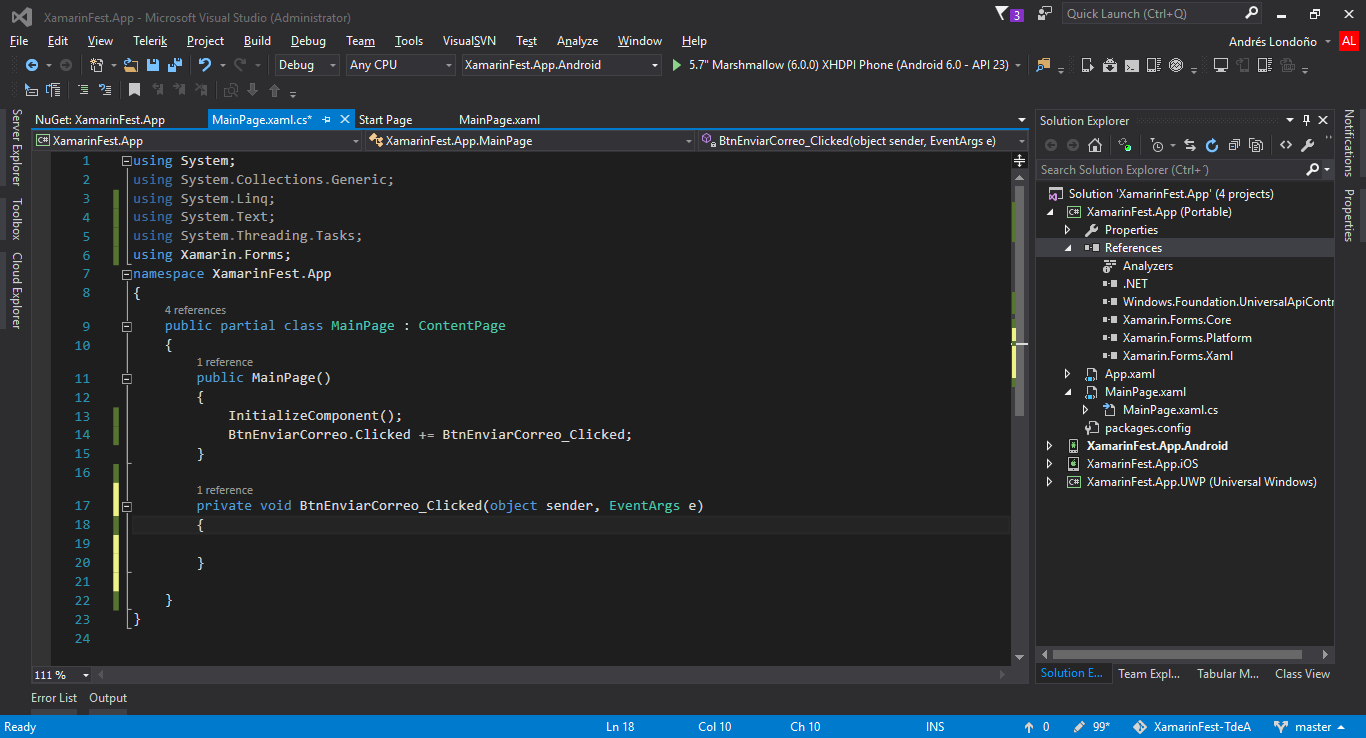 XamarinFest.App - Microsoft Visual Studio (Administrator)
3
Quick Launch (Ctrl+Q)
File Edit View Telerik Project Build Debug Team Tools VisualSVN Test Analyze Window Help
Andrés Londoño AL
Debug Any CPU XamarinFest.App.Android 5.7" Marshmallow (6.0.0) XHDPI Phone (Android 6.0 - API 23)
Server Explorer
Toolbox
Cloud Explorer
NuGet: XamarinFest.App MainPage.xaml.cs* Start Page MainPage.xaml
C# XamarinFest.App XamarinFest.App.MainPage BtnEnviarCorreo_Clicked(object sender, EventArgs e)
1 using System;
2 using System.Collections.Generic;
3 using System.Linq;
4 using System.Text;
5 using System.Threading.Tasks;
6 using Xamarin.Forms;
7 namespace XamarinFest.App
8 {
4 references
9 public partial class MainPage : ContentPage
10 {
1 reference
11 public MainPage()
12 {
13 InitializeComponent();
14 BtnEnviarCorreo.Clicked += BtnEnviarCorreo_Clicked;
15 }
16
1 reference
17 private void BtnEnviarCorreo_Clicked(object sender, EventArgs e)
18 {
19
20 }
21
22 }
23 }
24
111 %
Solution Explorer
Search Solution Explorer (Ctrl+´)
Solution 'XamarinFest.App' (4 projects)
C# XamarinFest.App (Portable)
Properties
References
Analyzers
.NET
Windows.Foundation.UniversalApiContr
Xamarin.Forms.Core
Xamarin.Forms.Platform
Xamarin.Forms.Xaml
App.xaml
MainPage.xaml
MainPage.xaml.cs
packages.config
XamarinFest.App.Android
XamarinFest.App.iOS
C# XamarinFest.App.UWP (Universal Windows)
Solution E... Team Expl... Tabular M... Class View
Notifications
Properties
Error List Output
Ready Ln 18 Col 10 Ch 10 INS 0 99* XamarinFest-TdeA master